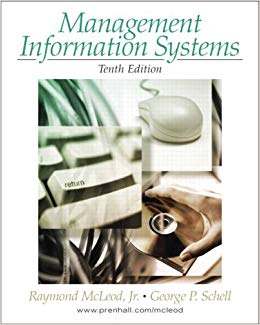 Management
Information Systems
Tenth Edition
return
Raymond McLeod, Jr. • George P. Schell
www.prenhall.com/mcleod